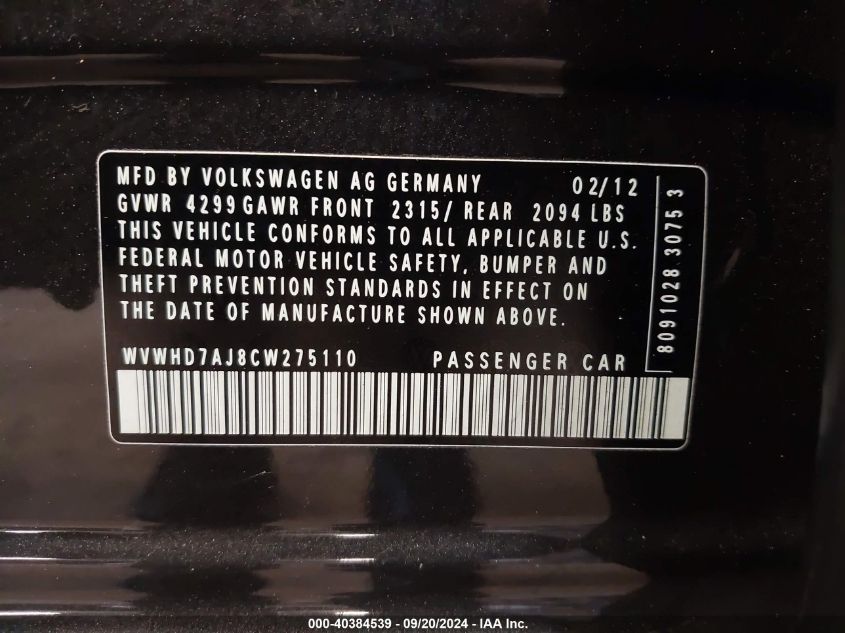 MFD BY VOLKSWAGEN AG GERMANY 02/12
GVWR 4299 GAWR FRONT 2315/ REAR 2094 LBS
THIS VEHICLE CONFORMS TO ALL APPLICABLE U.S.
FEDERAL MOTOR VEHICLE SAFETY, BUMPER AND
THEFT PREVENTION STANDARDS IN EFFECT ON
THE DATE OF MANUFACTURE SHOWN ABOVE.
WVWHD7AJ8CW275110 PASSENGER CAR
8091028 3075 3
000-40384539 - 09/20/2024 - IAA Inc.